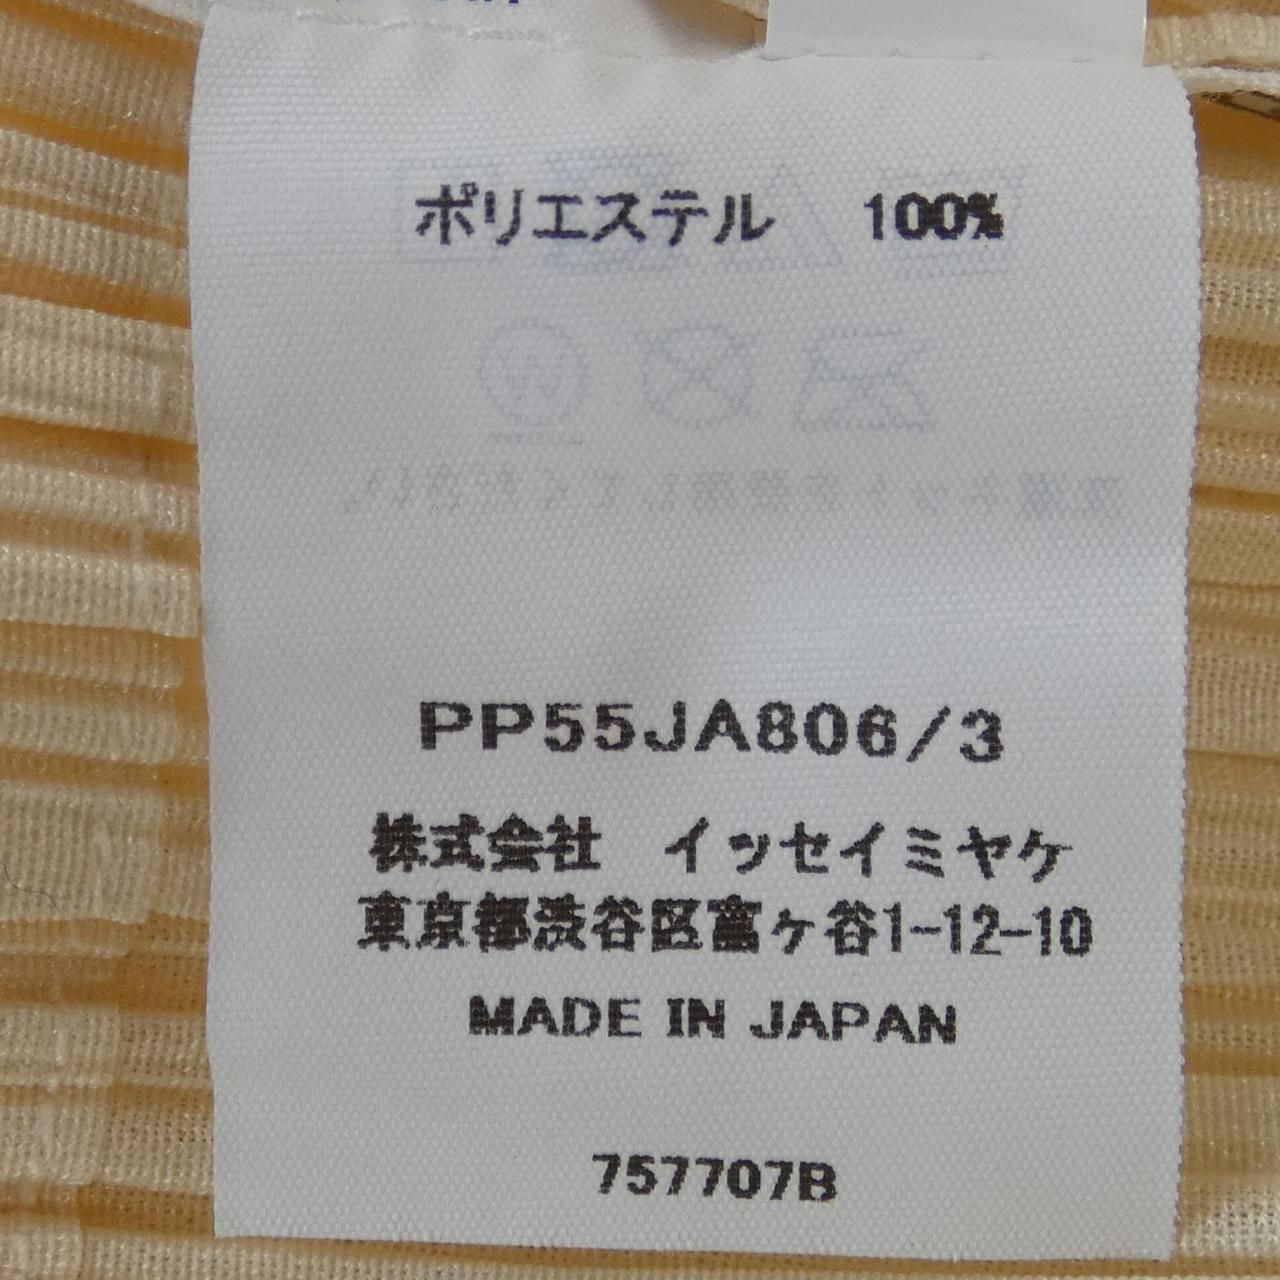 ポリエステル 100%
PP55JA806/3
株式会社 イッセイミヤケ
東京都渋谷区富ヶ谷1-12-10
MADE IN JAPAN
757707B